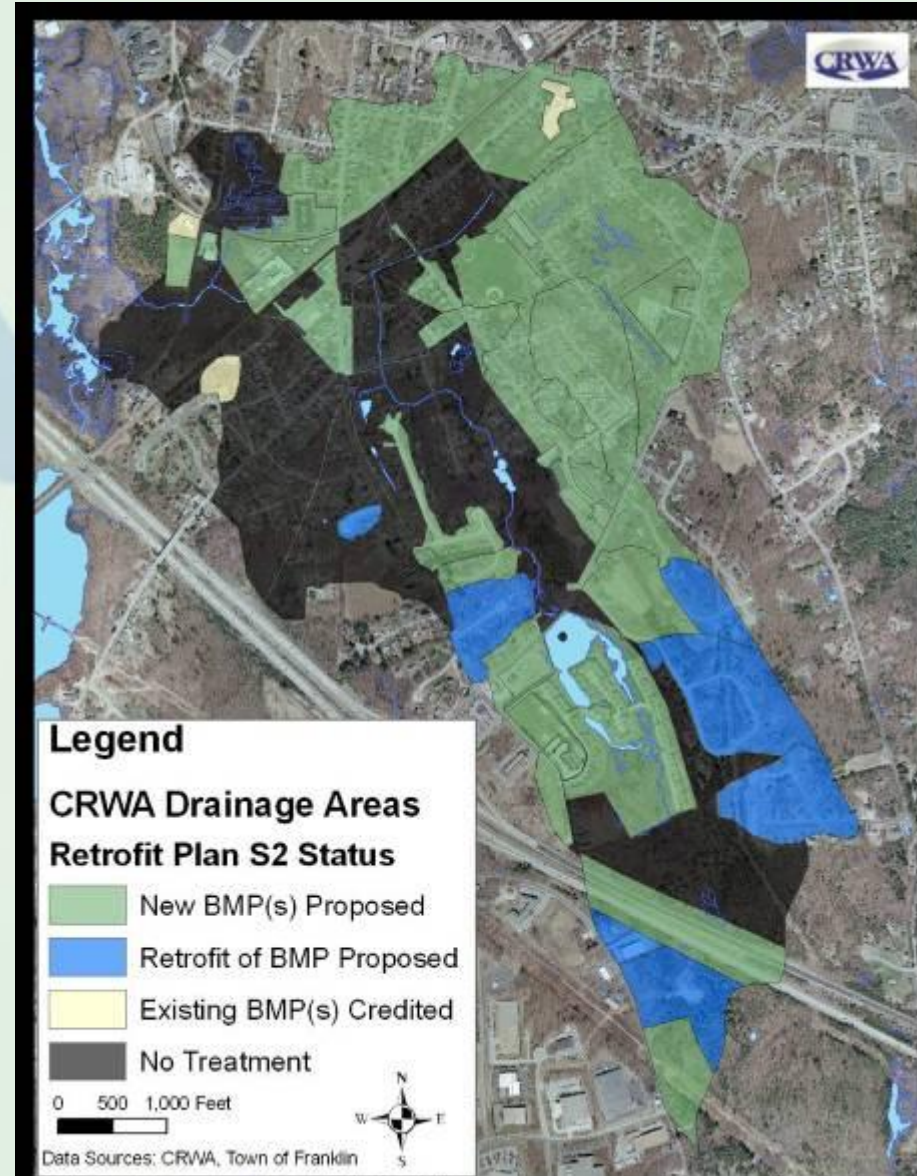 CRWA
Legend
CRWA Drainage Areas
Retrofit Plan S2 Status
New BMP(s) Proposed
Retrofit of BMP Proposed
Existing BMP(s) Credited
No Treatment
0 500 1,000 Feet
N
W E
S
Data Sources: CRWA, Town of Franklin